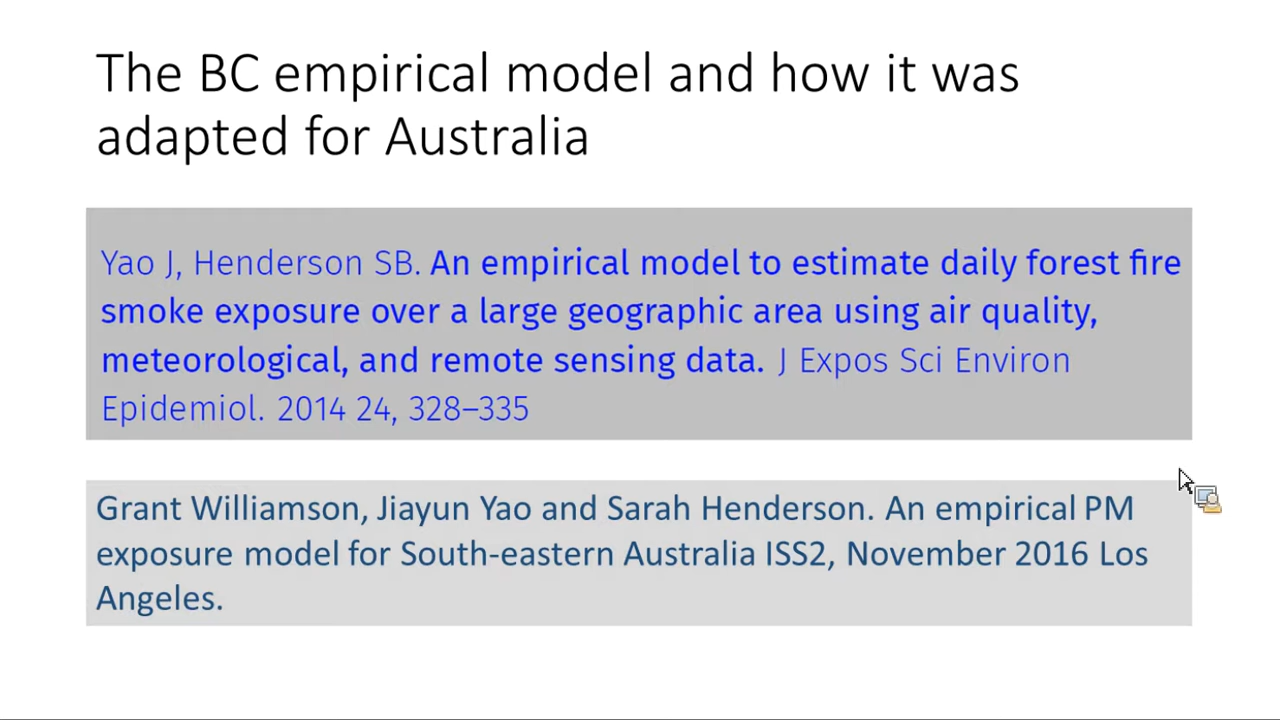 The BC empirical model and how it was
adapted for Australia
Yao J, Henderson SB. An empirical model to estimate daily forest fire
smoke exposure over a large geographic area using air quality,
meteorological, and remote sensing data. J Expos Sci Environ
Epidemiol. 2014 24, 328–335
Grant Williamson, Jiayun Yao and Sarah Henderson. An empirical PM
exposure model for South-eastern Australia ISS2, November 2016 Los
Angeles.